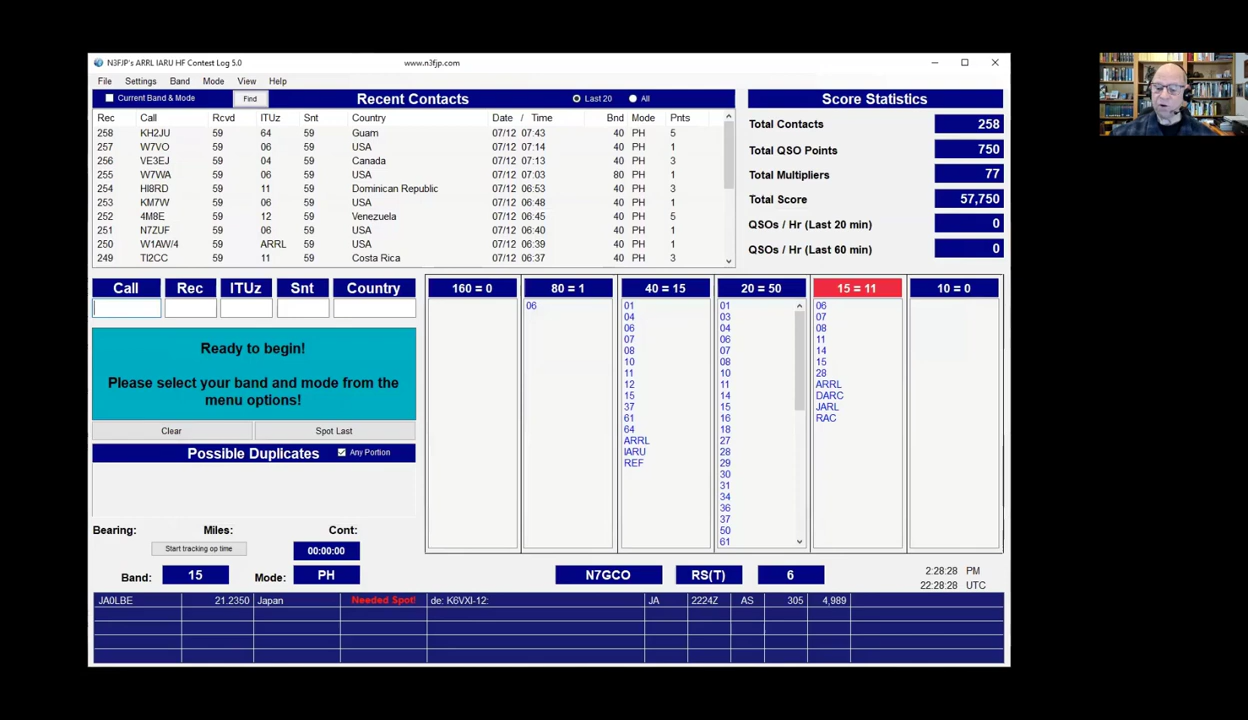 N3FJP's ARRL IARU HF Contest Log 5.0 www.n3fjp.com
File Settings Band Mode View Help
Current Band & Mode Find Recent Contacts Last 20 All
Rec Call Rcvd ITUz Snt Country Date / Time Bnd Mode Pnts
258 KH2JU 59 64 59 Guam 07/12 07:43 40 PH 5
257 W7VO 59 06 59 USA 07/12 07:14 40 PH 1
256 VE3EJ 59 04 59 Canada 07/12 07:13 40 PH 3
255 W7WA 59 06 59 USA 07/12 07:03 80 PH 1
254 HI8RD 59 11 59 Dominican Republic 07/12 06:53 40 PH 3
253 KM7W 59 06 59 USA 07/12 06:48 40 PH 1
252 4M8E 59 12 59 Venezuela 07/12 06:45 40 PH 5
251 N7ZUF 59 06 59 USA 07/12 06:40 40 PH 1
250 W1AW/4 59 ARRL 59 USA 07/12 06:39 40 PH 1
249 TI2CC 59 11 59 Costa Rica 07/12 06:37 40 PH 3
Score Statistics
Total Contacts 258
Total QSO Points 750
Total Multipliers 77
Total Score 57,750
QSOs / Hr (Last 20 min) 0
QSOs / Hr (Last 60 min) 0
Call Rec ITUz Snt Country
Ready to begin!
Please select your band and mode from the
menu options!
Clear Spot Last
Possible Duplicates Any Portion
Bearing: Miles: Cont:
Start tracking op time 00:00:00
Band: 15 Mode: PH
160 = 0
80 = 1
06
40 = 15
01
04
06
07
08
10
11
12
15
37
61
64
ARRL
IARU
REF
20 = 50
01
03
04
06
07
08
10
11
14
15
16
18
27
28
29
30
31
34
36
37
50
61
15 = 11
06
07
08
11
14
15
28
ARRL
DARC
JARL
RAC
10 = 0
N7GCO RS(T) 6
2:28:28 PM
22:28:28 UTC
JA0LBE 21.2350 Japan Needed Spot! de: K6VXI-12: JA 2224Z AS 305 4,989